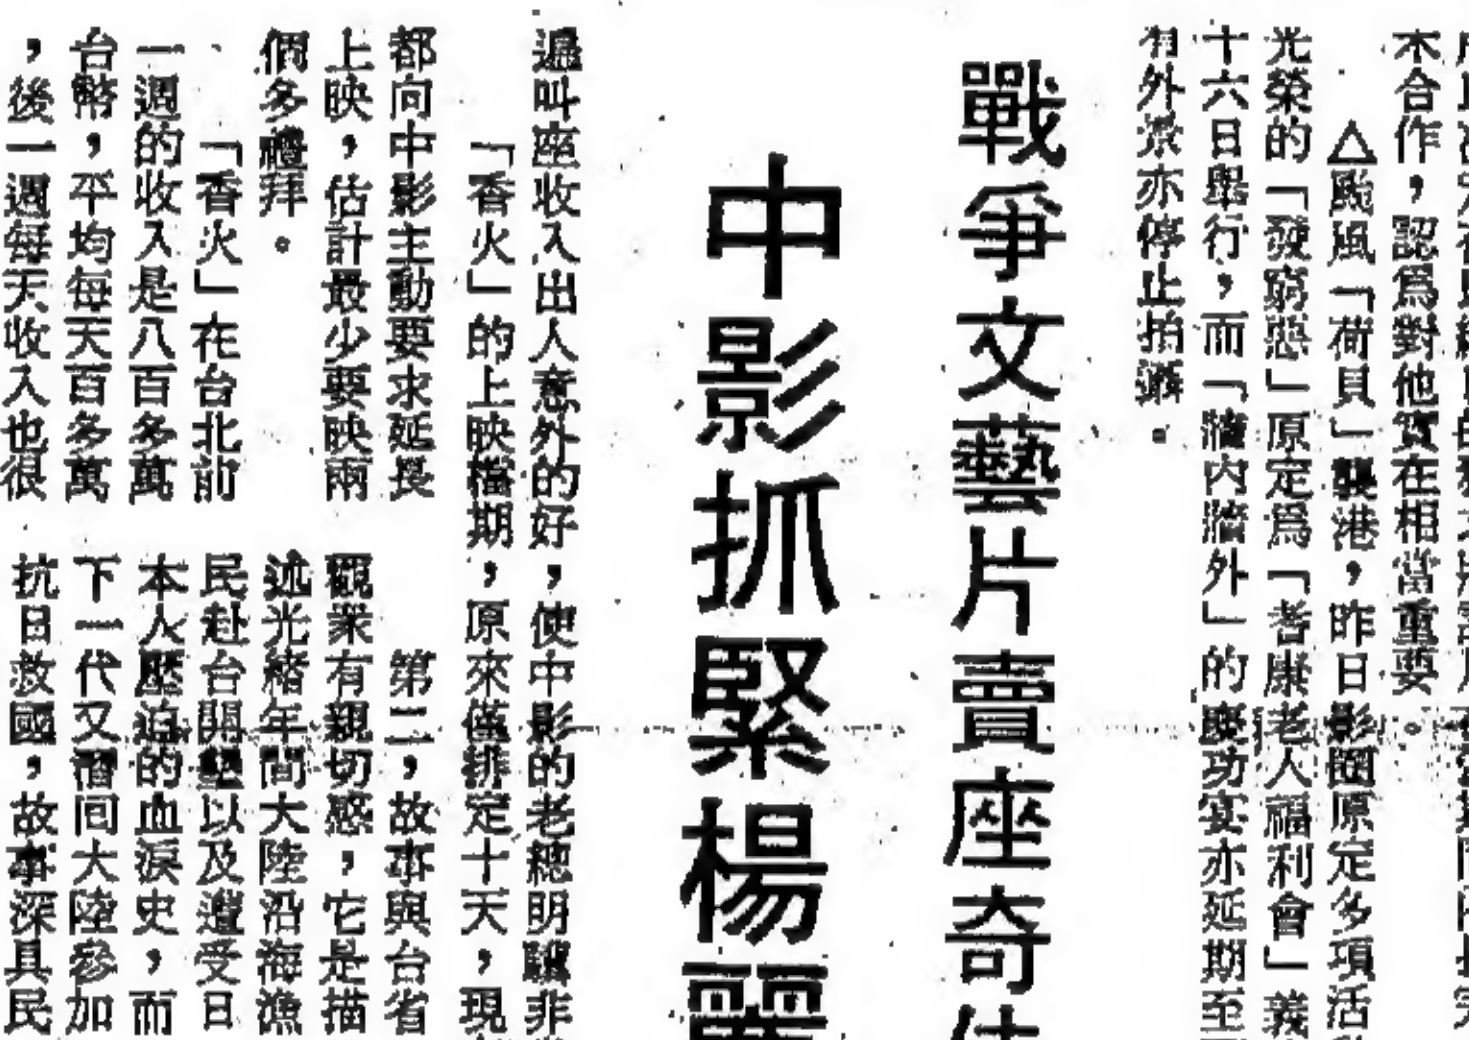 木合作，認爲對他實在相當重要。
△颱風「荷貝」襲港，昨日影圈原定多項活
光榮的「發窮惡」原定爲「耆康老人福利會」義
十六日舉行，而「牆內牆外」的慶功宴亦延期至
有外景亦停止拍攝。
戰爭文藝片賣座奇佳
中影抓緊楊麗
遍叫座收入出人意外的好，使中影的老總明驥非
「香火」的上映檔期，原來僅排定十天，現
都向中影主動要求延長
上映，估計最少要映兩
個多禮拜。
「香火」在台北前
一週的收入是八百多萬
台幣，平均每天百多萬
，後一週每天收入也很
第二，故事與台省
觀衆有親切感，它是描
述光緒年間大陸沿海漁
民赴台開墾以及遭受日
本人壓迫的血淚史，而
下一代又潛回大陸參加
抗日救國，故事深具民